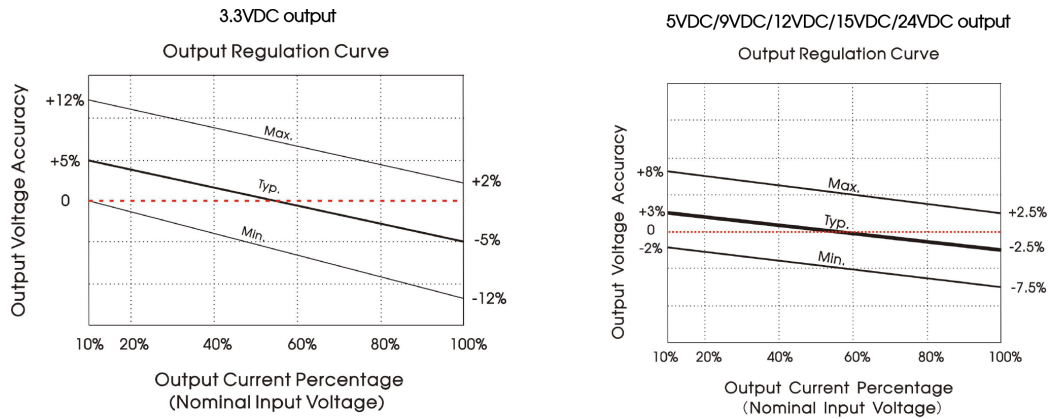 3.3VDC output
Output Regulation Curve
Output Voltage Accuracy
+12%
+5%
0
Max.
Typ.
Min.
+2%
-5%
-12%
10% 20% 40% 60% 80% 100%
Output Current Percentage
(Nominal Input Voltage)
5VDC/9VDC/12VDC/15VDC/24VDC output
Output Regulation Curve
Output Voltage Accuracy
+8%
+3%
0
-2%
Max.
Typ.
Min.
+2.5%
-2.5%
-7.5%
10% 20% 40% 60% 80% 100%
Output Current Percentage
(Nominal Input Voltage)